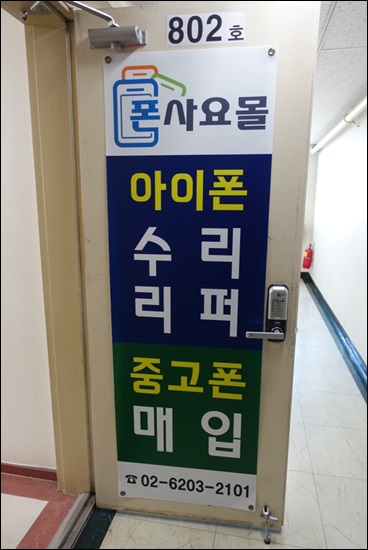 802호
폰사요몰
아이폰
수리
리퍼
중고폰
매입
☎02-6203-2101